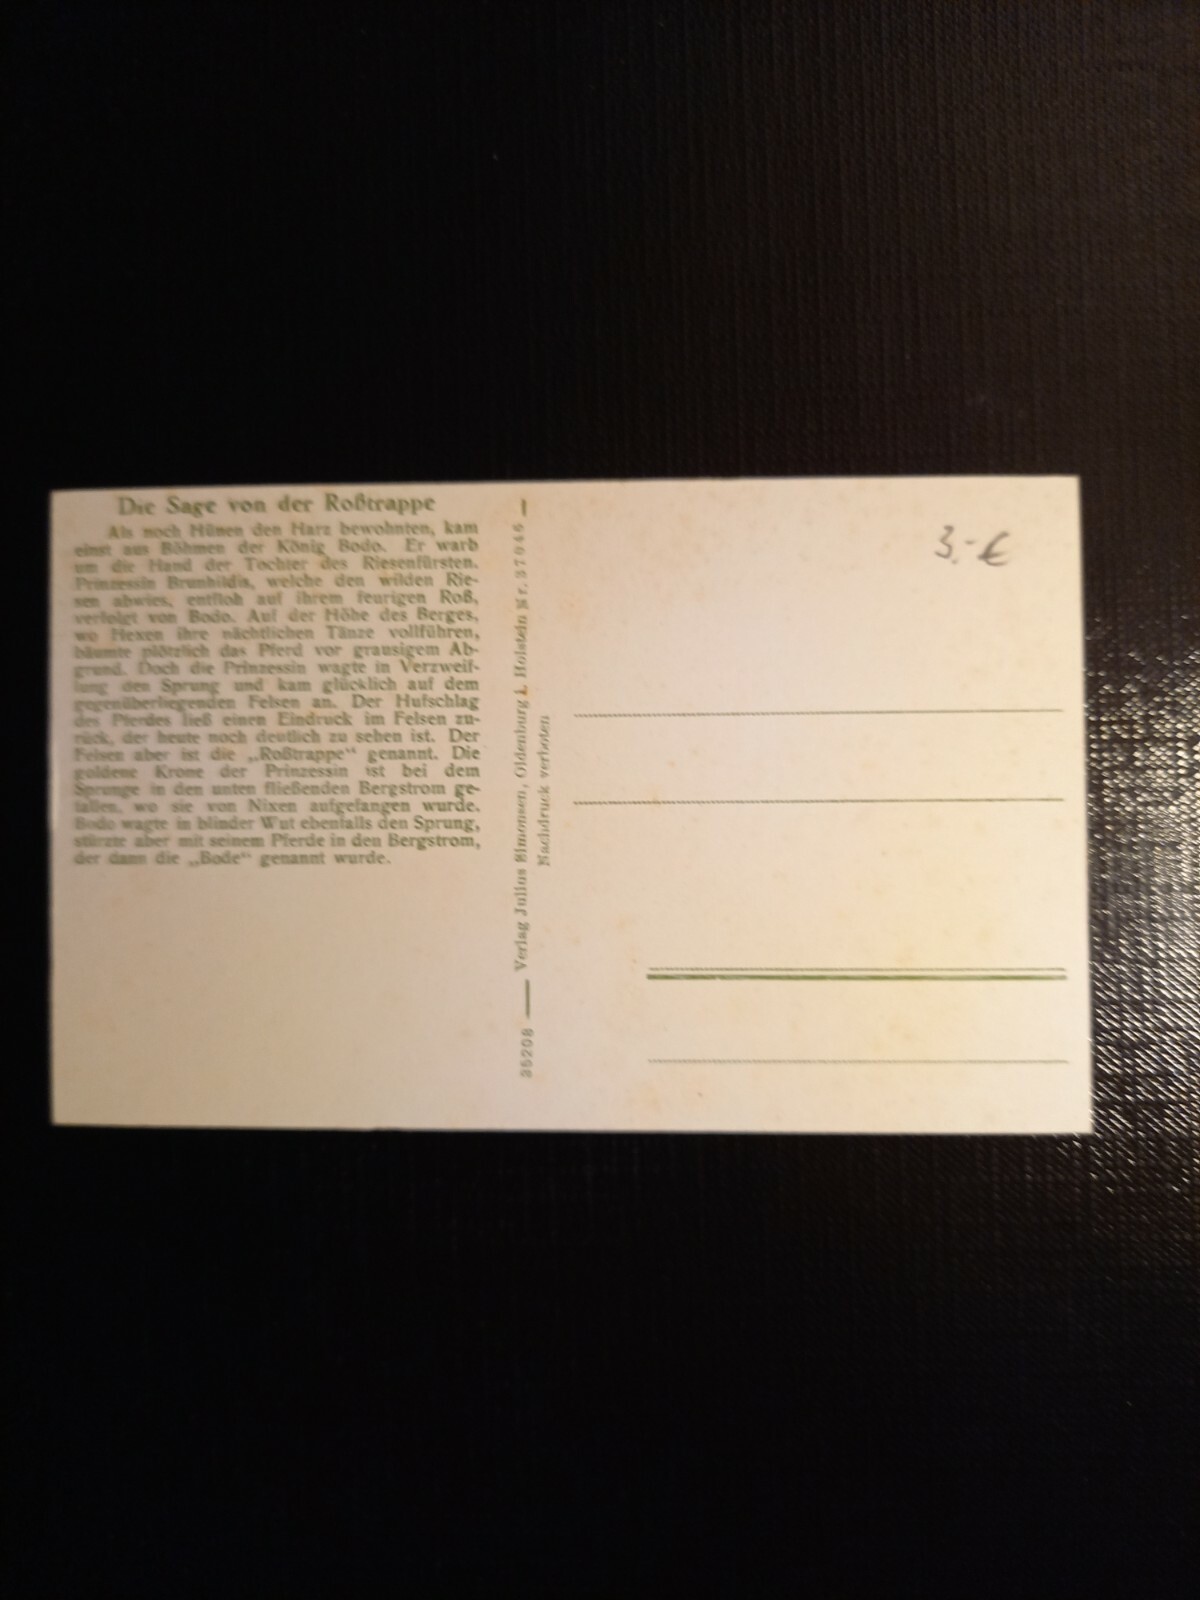 Die Sage von der Roßtrappe
Als noch Hünen den Harz bewohnten, kam
einst aus Böhmen der König Bodo. Er warb
um die Hand der Tochter des Riesenfürsten.
Prinzessin Brunhildis, welche den wilden Rie-
sen abwies, entfloh auf ihrem feurigen Roß,
verfolgt von Bodo. Auf der Höhe des Berges,
wo Hexen ihre nächtlichen Tänze vollführen,
bäumte plötzlich das Pferd vor grausigem Ab-
grund. Doch die Prinzessin wagte in Verzweif-
lung den Sprung und kam glücklich auf dem
gegenüberliegenden Felsen an. Der Hufschlag
des Pferdes ließ einen Eindruck im Felsen zu-
rück, der heute noch deutlich zu sehen ist. Der
Felsen aber ist die „Roßtrappe“ genannt. Die
goldene Krone der Prinzessin ist bei dem
Sprunge in den unten fließenden Bergstrom ge-
fallen, wo sie von Nixen aufgefangen wurde.
Bodo wagte in blinder Wut ebenfalls den Sprung,
stürzte aber mit seinem Pferde in den Bergstrom,
der dann die „Bode“ genannt wurde.
35208 — Verlag Julius Simonsen, Oldenburg i. Holstein Nr. 37046 —
Nachdruck verboten
3.- €